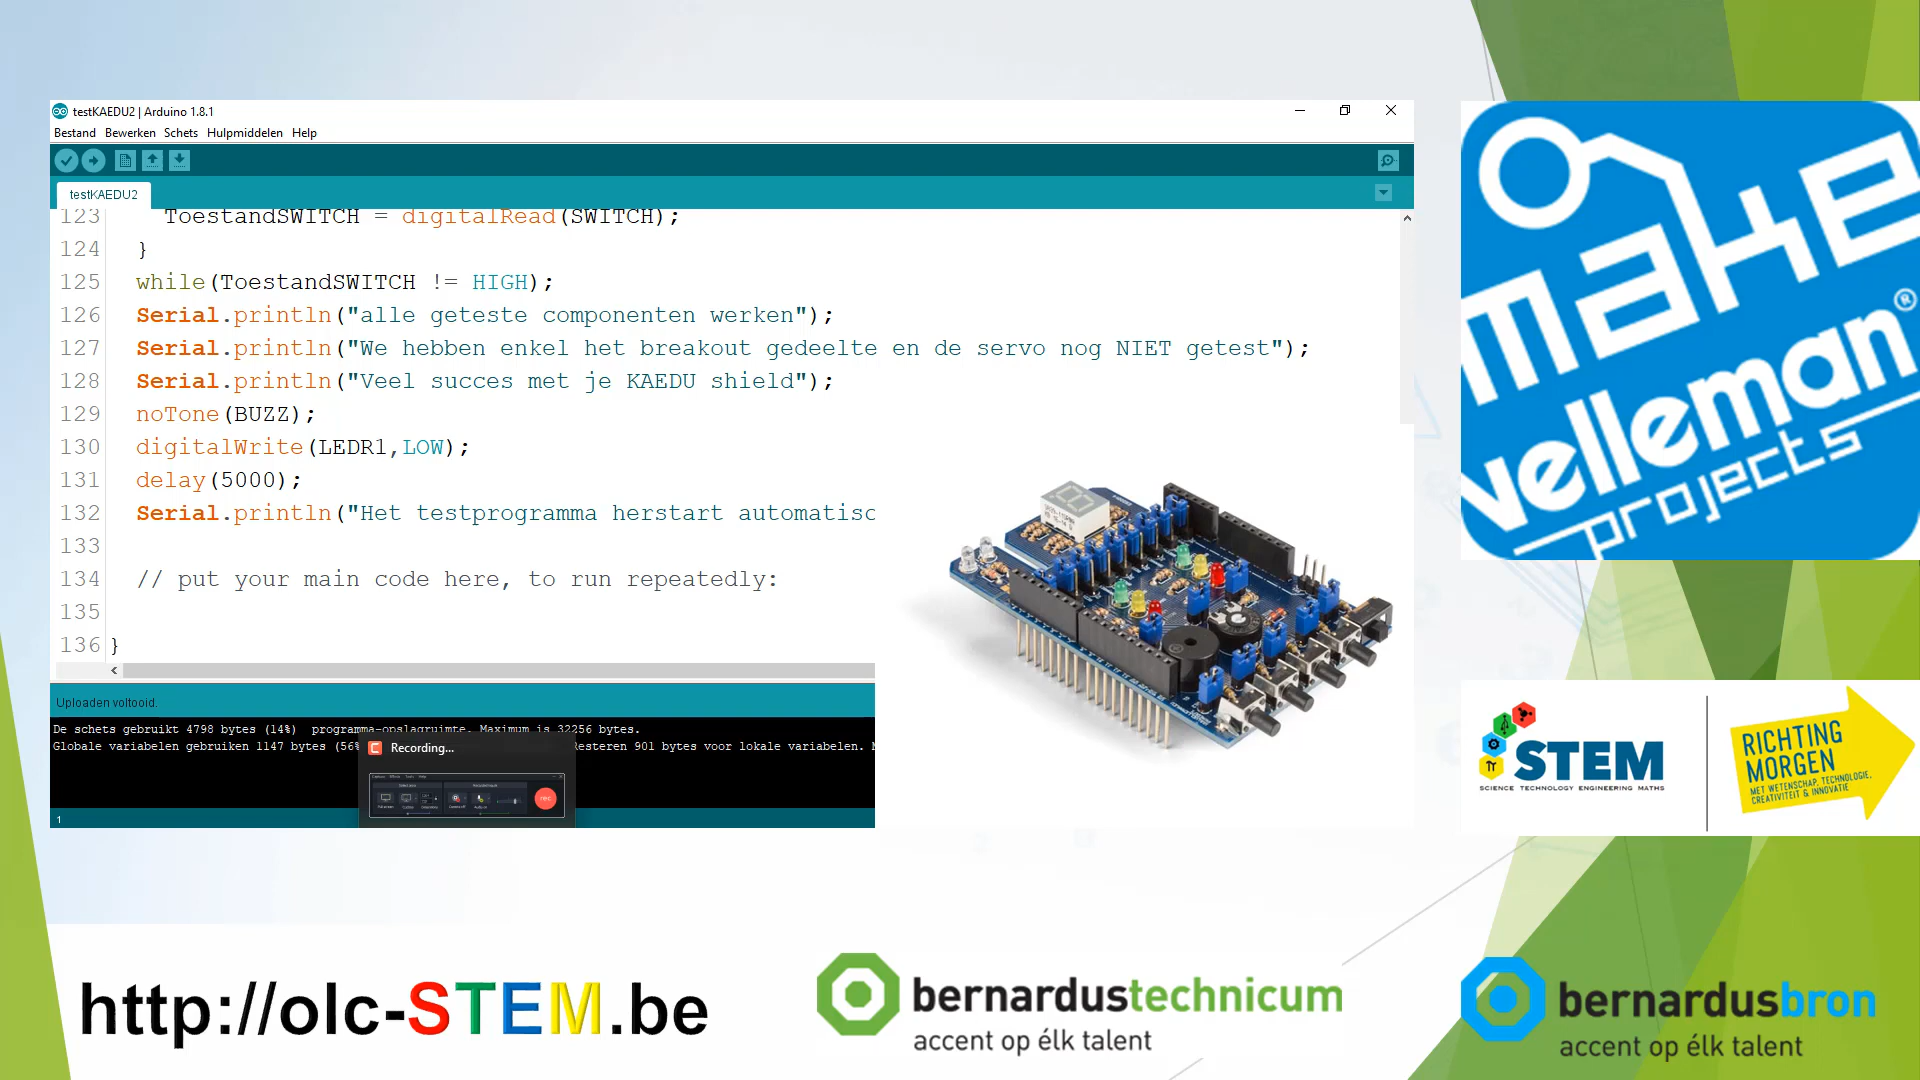 testKAEDU2 | Arduino 1.8.1
Bestand Bewerken Schets Hulpmiddelen Help
testKAEDU2
123 ToestandSWITCH = digitalRead(SWITCH);
124 }
125 while(ToestandSWITCH != HIGH);
126 Serial.println("alle geteste componenten werken");
127 Serial.println("We hebben enkel het breakout gedeelte en de servo nog NIET getest");
128 Serial.println("Veel succes met je KAEDU shield");
129 noTone(BUZZ);
130 digitalWrite(LEDR1,LOW);
131 delay(5000);
132 Serial.println("Het testprogramma herstart automatisc
133
134 // put your main code here, to run repeatedly:
135
136 }
Uploaden voltooid.
De schets gebruikt 4798 bytes (14%) programma-opslagruimte. Maximum is 32256 bytes.
Globale variabelen gebruiken 1147 bytes (56% Resteren 901 bytes voor lokale variabelen.
Recording...
rec
1
make
velleman®
projects
STEM
SCIENCE TECHNOLOGY ENGINEERING MATHS
RICHTING
MORGEN
MET WETENSCHAP, TECHNOLOGIE,
CREATIVITEIT & INNOVATIE
http://olc-STEM.be
bernardustechnicum
accent op élk talent
bernardusbron
accent op élk talent